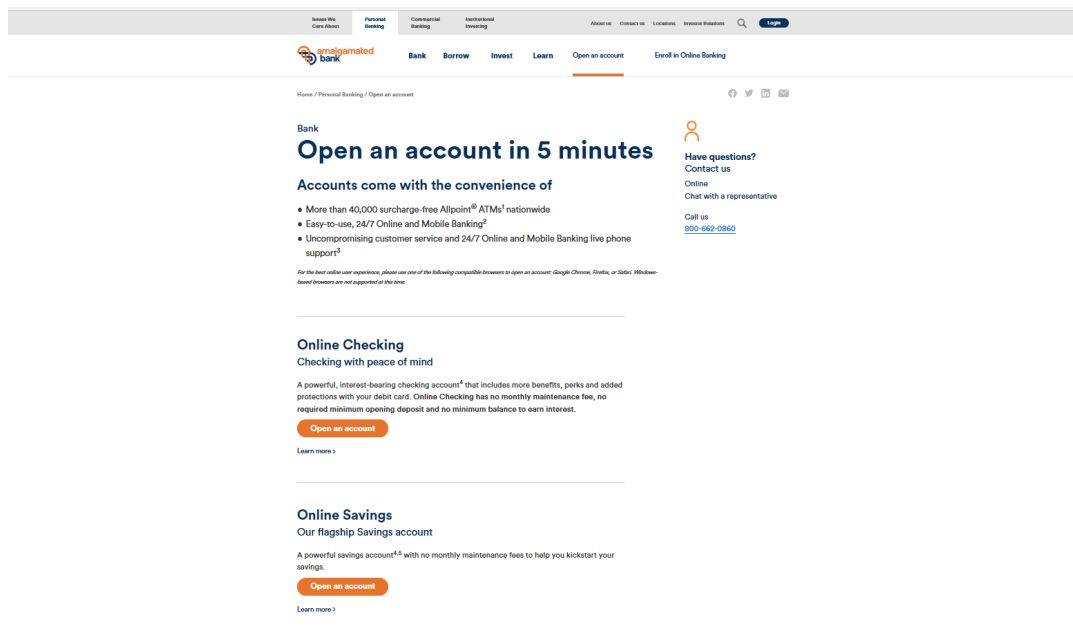 Issues We Care About
Personal Banking
Commercial Banking
Institutional Investing
About us Contact us Locations Investor Relations Login
amalgamated bank
Bank Borrow Invest Learn Open an account Enroll in Online Banking
Home / Personal Banking / Open an account
Bank
Open an account in 5 minutes
Accounts come with the convenience of
• More than 40,000 surcharge-free Allpoint® ATMs¹ nationwide
• Easy-to-use, 24/7 Online and Mobile Banking²
• Uncompromising customer service and 24/7 Online and Mobile Banking live phone
support³
For the best online user experience, please use one of the following compatible browsers to open an account: Google Chrome, Firefox, or Safari. Windows-
based browsers are not supported at this time.
Have questions?
Contact us
Online
Chat with a representative
Call us
800-662-0860
Online Checking
Checking with peace of mind
A powerful, interest-bearing checking account⁴ that includes more benefits, perks and added
protections with your debit card. Online Checking has no monthly maintenance fee, no
required minimum opening deposit and no minimum balance to earn interest.
Open an account
Learn more >
Online Savings
Our flagship Savings account
A powerful savings account⁴,⁵ with no monthly maintenance fees to help you kickstart your
savings.
Open an account
Learn more >